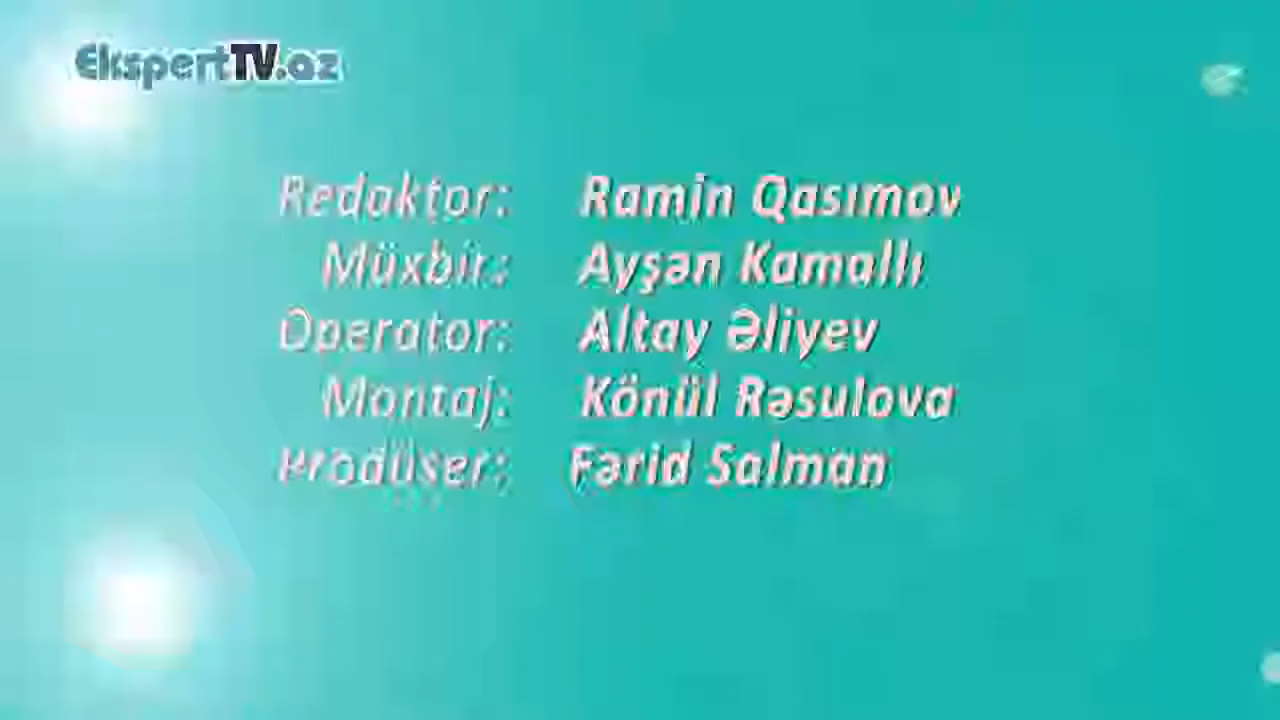 EkspertTV.az
Redaktor: Ramin Qasımov
Müxbir: Ayşən Kamallı
Operator: Altay Əliyev
Montaj: Könül Rəsulova
Prodüser: Fərid Salman